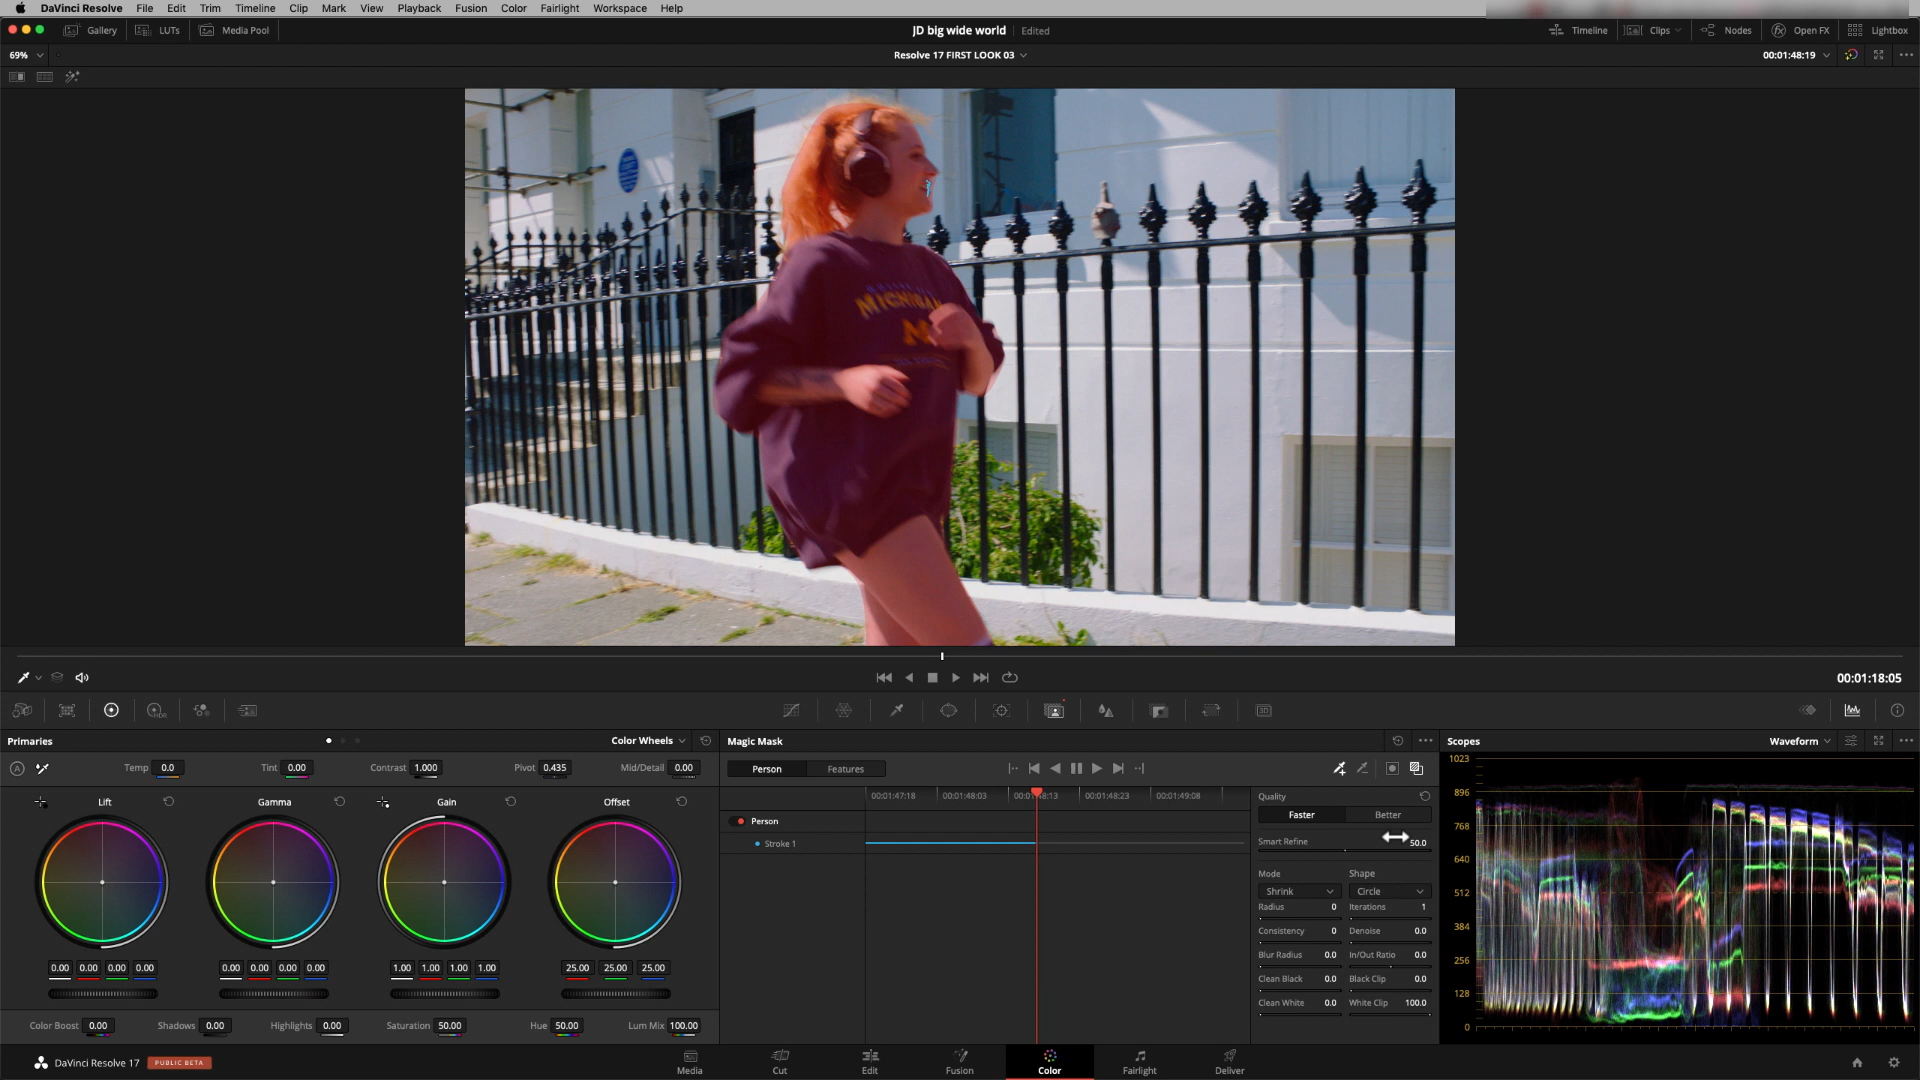 DaVinci Resolve File Edit Trim Timeline Clip Mark View Playback Fusion Color Fairlight Workspace Help
Gallery LUTs Media Pool JD big wide world Edited Timeline Clips Nodes Open FX Lightbox
69% Resolve 17 FIRST LOOK 03 00:01:48:19
MICHIGAN
M
00:01:18:05
HDR 3D
Primaries Color Wheels
A Temp 0.0 Tint 0.00 Contrast 1.000 Pivot 0.435 Mid/Detail 0.00
Lift Gamma Gain Offset
0.00 0.00 0.00 0.00 0.00 0.00 0.00 0.00 1.00 1.00 1.00 1.00 25.00 25.00 25.00
Color Boost 0.00 Shadows 0.00 Highlights 0.00 Saturation 50.00 Hue 50.00 Lum Mix 100.00
Magic Mask
Person Features
00:01:47:18 00:01:48:03 00:01:48:13 00:01:48:23 00:01:49:08
Person
Stroke 1
Quality
Faster Better
Smart Refine 50.0
Mode Shape
Shrink Circle
Radius 0 Iterations 1
Consistency 0 Denoise 0.0
Blur Radius 0.0 In/Out Ratio 0.0
Clean Black 0.0 Black Clip 0.0
Clean White 0.0 White Clip 100.0
Scopes Waveform
1023
896
768
640
512
384
256
128
0
DaVinci Resolve 17 PUBLIC BETA Media Cut Edit Fusion Color Fairlight Deliver